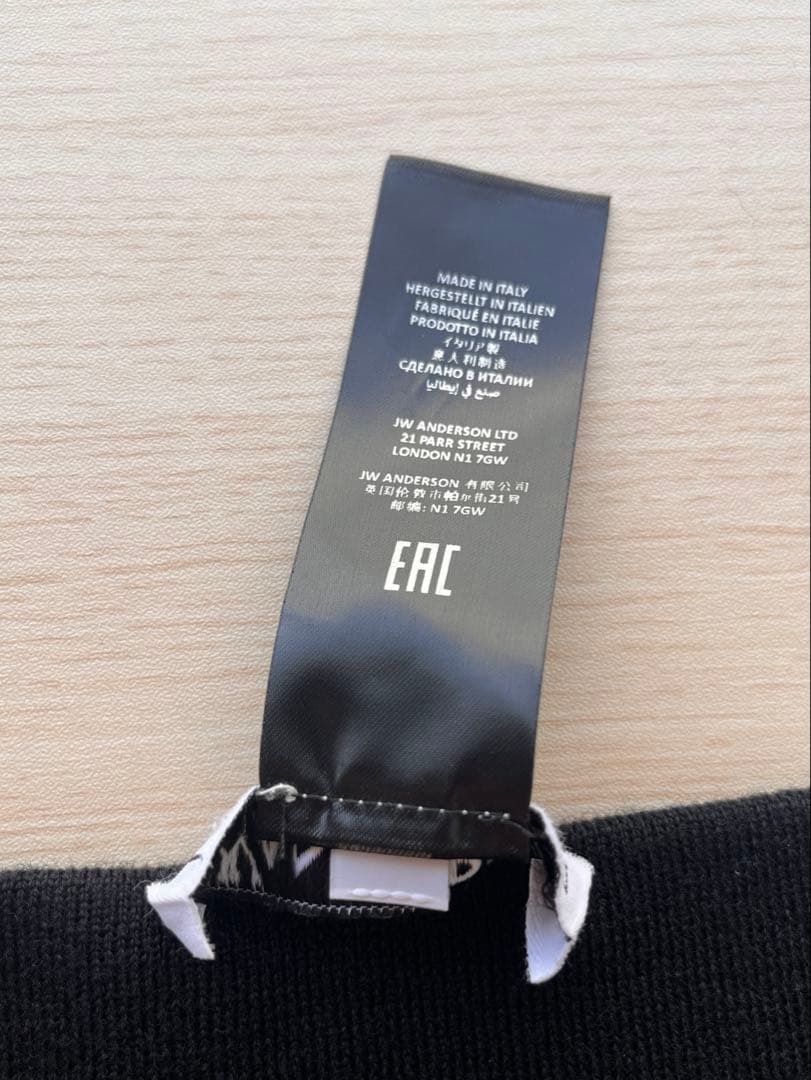 MADE IN ITALY
HERGESTELLT IN ITALIEN
FABRIQUÉ EN ITALIE
PRODOTTO IN ITALIA
イタリア製
意大利制造
СДЕЛАНО В ИТАЛИИ
صنع في إيطاليا
JW ANDERSON LTD
21 PARR STREET
LONDON N1 7GW
JW ANDERSON 有限公司
英国伦敦市帕尔街21号
邮编: N1 7GW
EAC